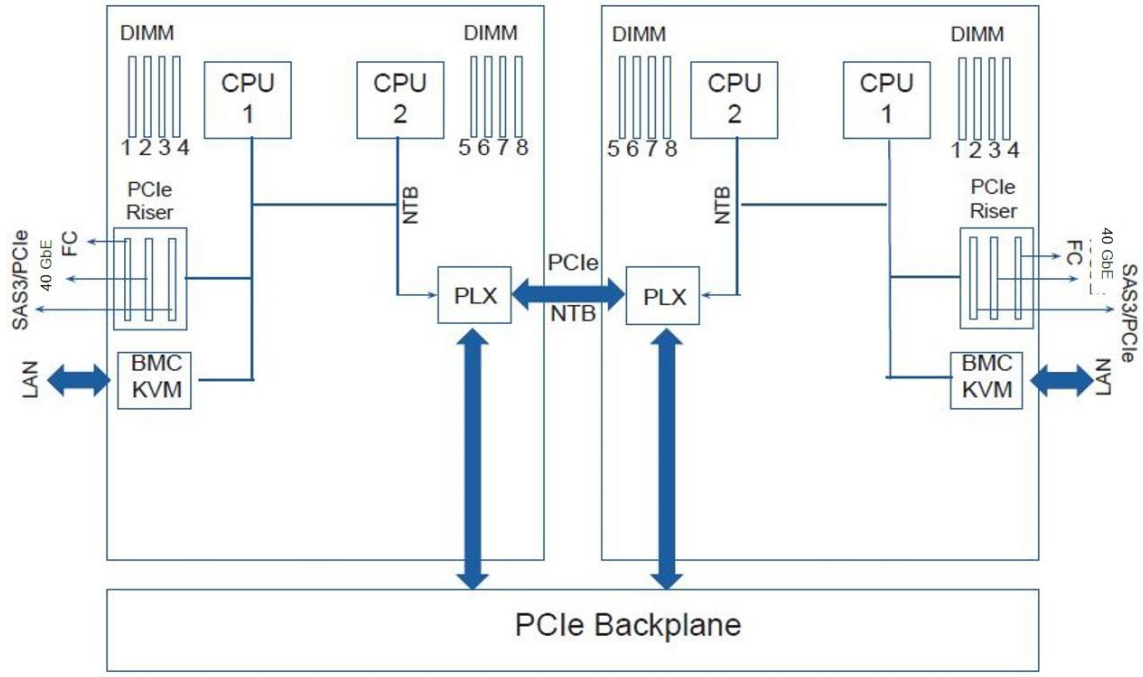 DIMM
DIMM
CPU
1
CPU
2
1 2 3 4
5 6 7 8
PCIe
Riser
NTB
FC
40 GbE
SAS3/PCIe
PLX
BMC
KVM
LAN
PCIe
NTB
DIMM
DIMM
CPU
2
CPU
1
5 6 7 8
1 2 3 4
NTB
PCIe
Riser
PLX
FC
40 GbE
SAS3/PCIe
BMC
KVM
LAN
PCIe Backplane